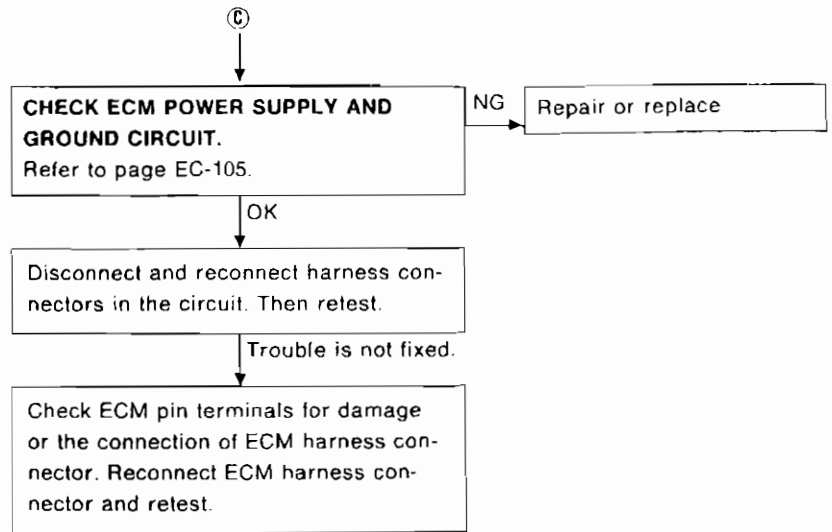 Ⓒ
CHECK ECM POWER SUPPLY AND
GROUND CIRCUIT.
Refer to page EC-105.
NG
Repair or replace
OK
Disconnect and reconnect harness con-
nectors in the circuit. Then retest.
Trouble is not fixed.
Check ECM pin terminals for damage
or the connection of ECM harness con-
nector. Reconnect ECM harness con-
nector and retest.